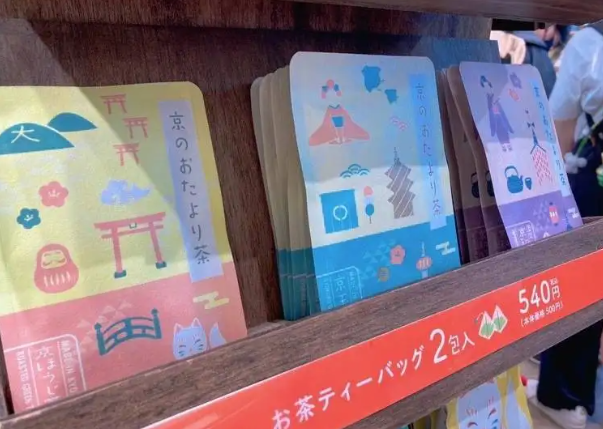 大
京のおたより茶
京のおたより茶
京のおたより茶
お茶ティーバッグ2包入
540円
税込
(本体価格500円)